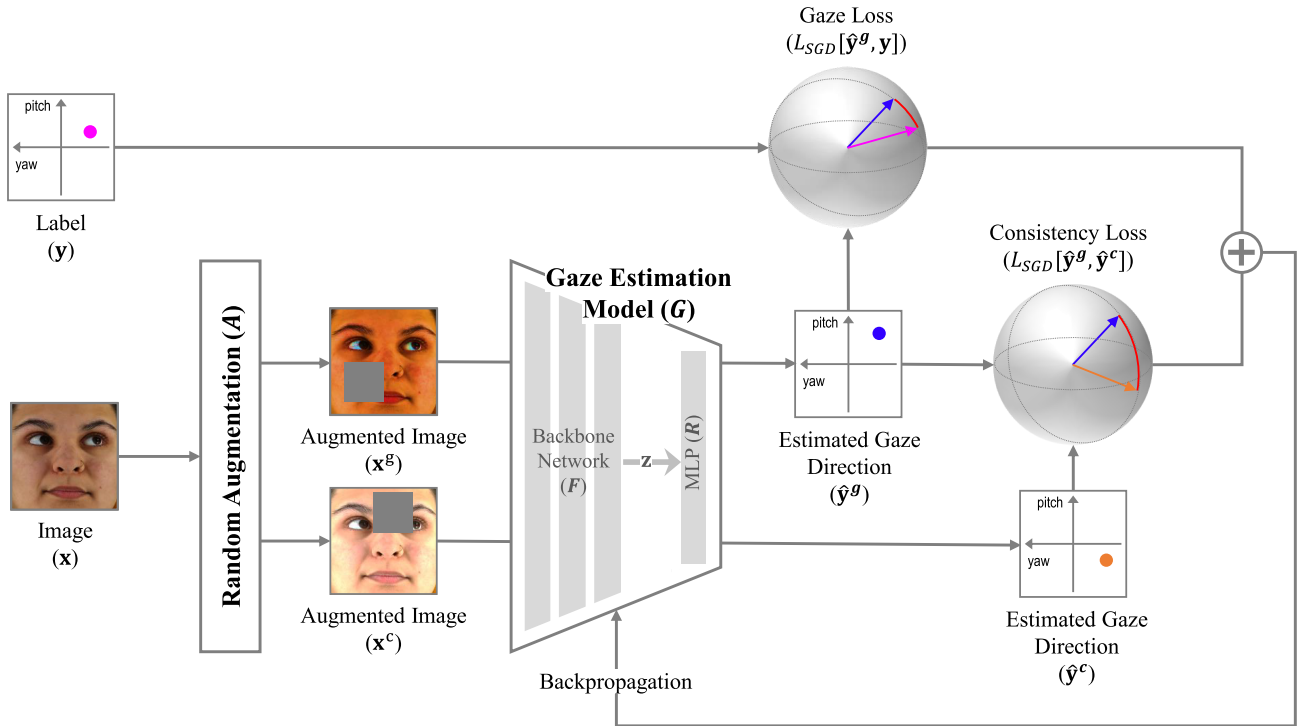 Gaze Loss
(L_SGD[ŷ^g, y])
pitch
yaw
Label
(y)
Consistency Loss
(L_SGD[ŷ^g, ŷ^c])
Gaze Estimation
Model (G)
Random Augmentation (A)
pitch
yaw
Augmented Image
(x^g)
Backbone
Network
(F)
z
MLP (R)
Estimated Gaze
Direction
(ŷ^g)
Image
(x)
pitch
yaw
Augmented Image
(x^c)
Estimated Gaze
Direction
(ŷ^c)
Backpropagation